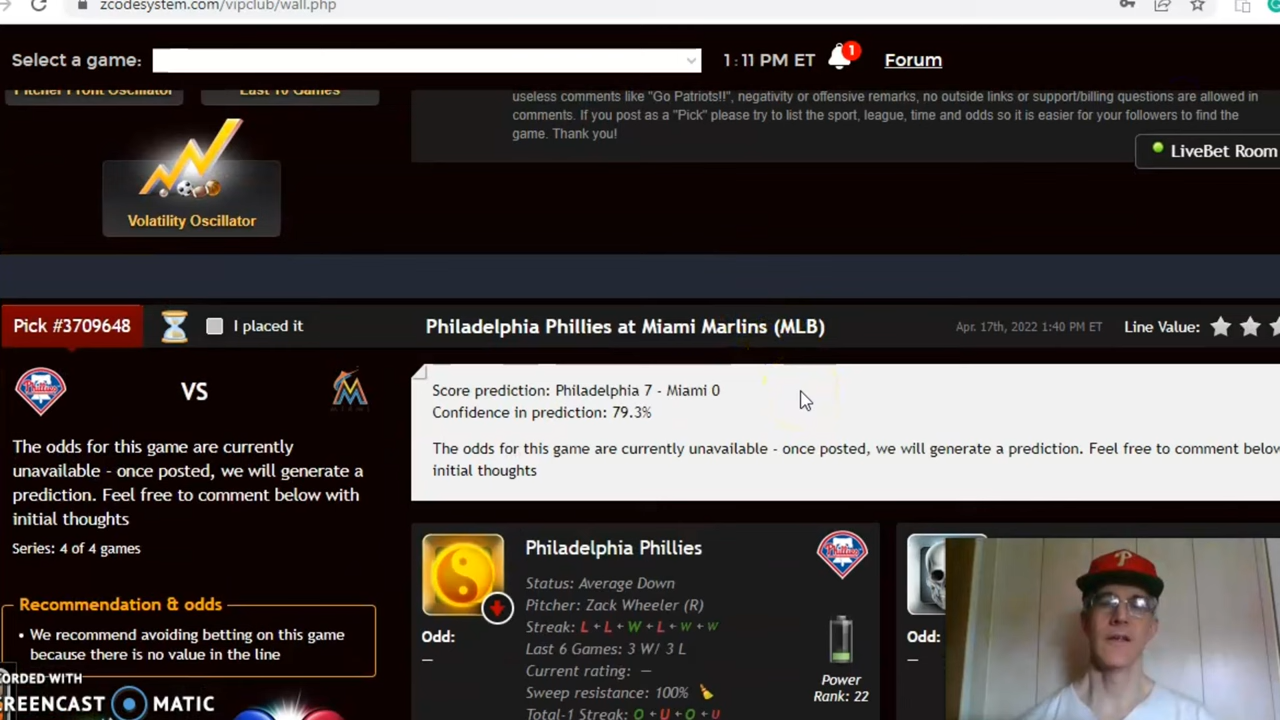 zcodesystem.com/vipclub/wall.php
Select a game:
1:11 PM ET
1
Forum
Pitcher Profit Oscillator
Last 10 Games
useless comments like "Go Patriots!!", negativity or offensive remarks, no outside links or support/billing questions are allowed in
comments. If you post as a "Pick" please try to list the sport, league, time and odds so it is easier for your followers to find the
game. Thank you!
LiveBet Room
Volatility Oscillator
Pick #3709648
I placed it
Philadelphia Phillies at Miami Marlins (MLB)
Apr. 17th, 2022 1:40 PM ET
Line Value:
Phillies
VS
Score prediction: Philadelphia 7 - Miami 0
Confidence in prediction: 79.3%
The odds for this game are currently
unavailable - once posted, we will generate a
prediction. Feel free to comment below with
initial thoughts
Series: 4 of 4 games
The odds for this game are currently unavailable - once posted, we will generate a prediction. Feel free to comment below
initial thoughts
Recommendation & odds
• We recommend avoiding betting on this game
because there is no value in the line
Philadelphia Phillies
Phillies
Status: Average Down
Pitcher: Zack Wheeler (R)
Streak: L ← L ← W ← L ← W ← W
Last 6 Games: 3 W/ 3 L
Current rating: —
Sweep resistance: 100%
Total-1 Streak: O ← U ← O ← U
Odd:
—
Power
Rank: 22
Odd:
—
P
CORDED WITH
REENCAST MATIC